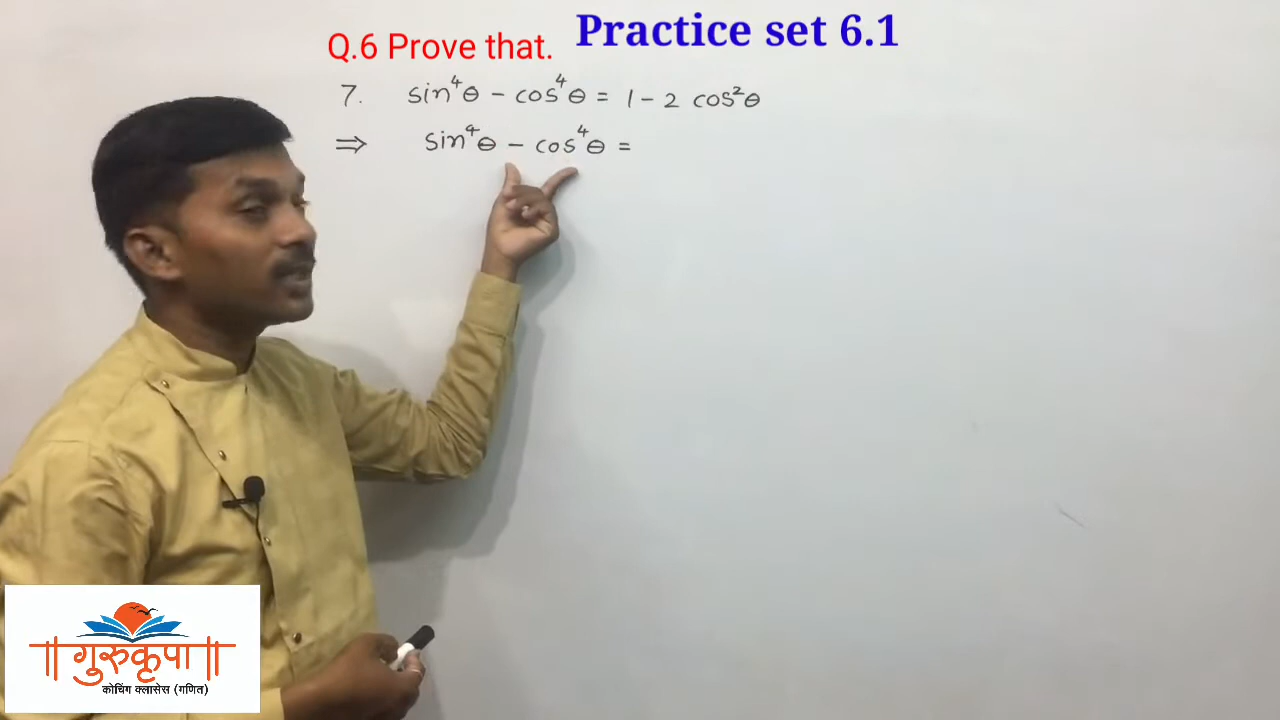 Practice set 6.1
Q.6 Prove that.
7. sin⁴θ − cos⁴θ = 1 − 2 cos²θ
⇒ sin⁴θ − cos⁴θ =
||गुरुकृपा||
कोचिंग क्लासेस (गणित)